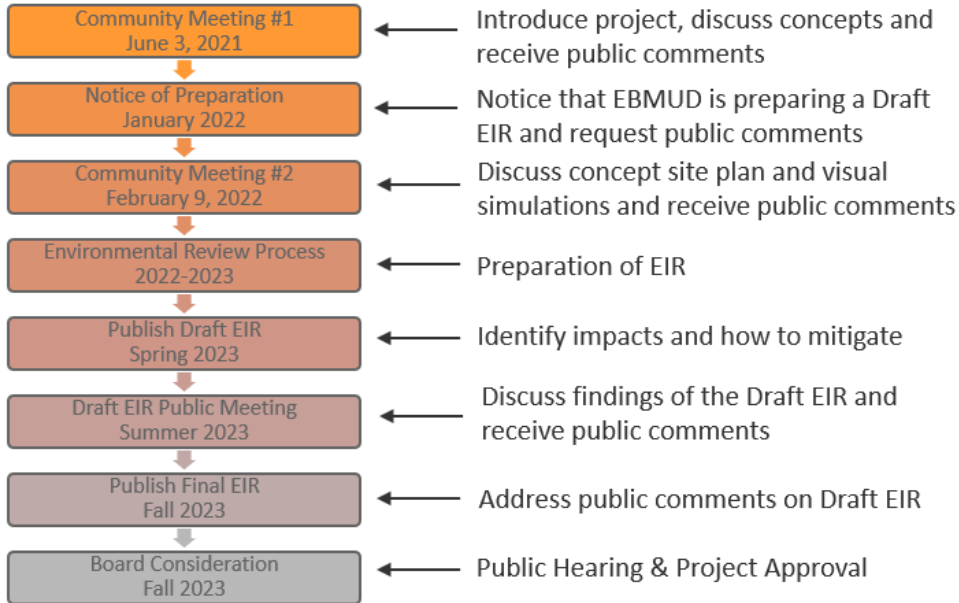 Community Meeting #1
June 3, 2021
Introduce project, discuss concepts and
receive public comments
Notice of Preparation
January 2022
Notice that EBMUD is preparing a Draft
EIR and request public comments
Community Meeting #2
February 9, 2022
Discuss concept site plan and visual
simulations and receive public comments
Environmental Review Process
2022-2023
Preparation of EIR
Publish Draft EIR
Spring 2023
Identify impacts and how to mitigate
Draft EIR Public Meeting
Summer 2023
Discuss findings of the Draft EIR and
receive public comments
Publish Final EIR
Fall 2023
Address public comments on Draft EIR
Board Consideration
Fall 2023
Public Hearing & Project Approval